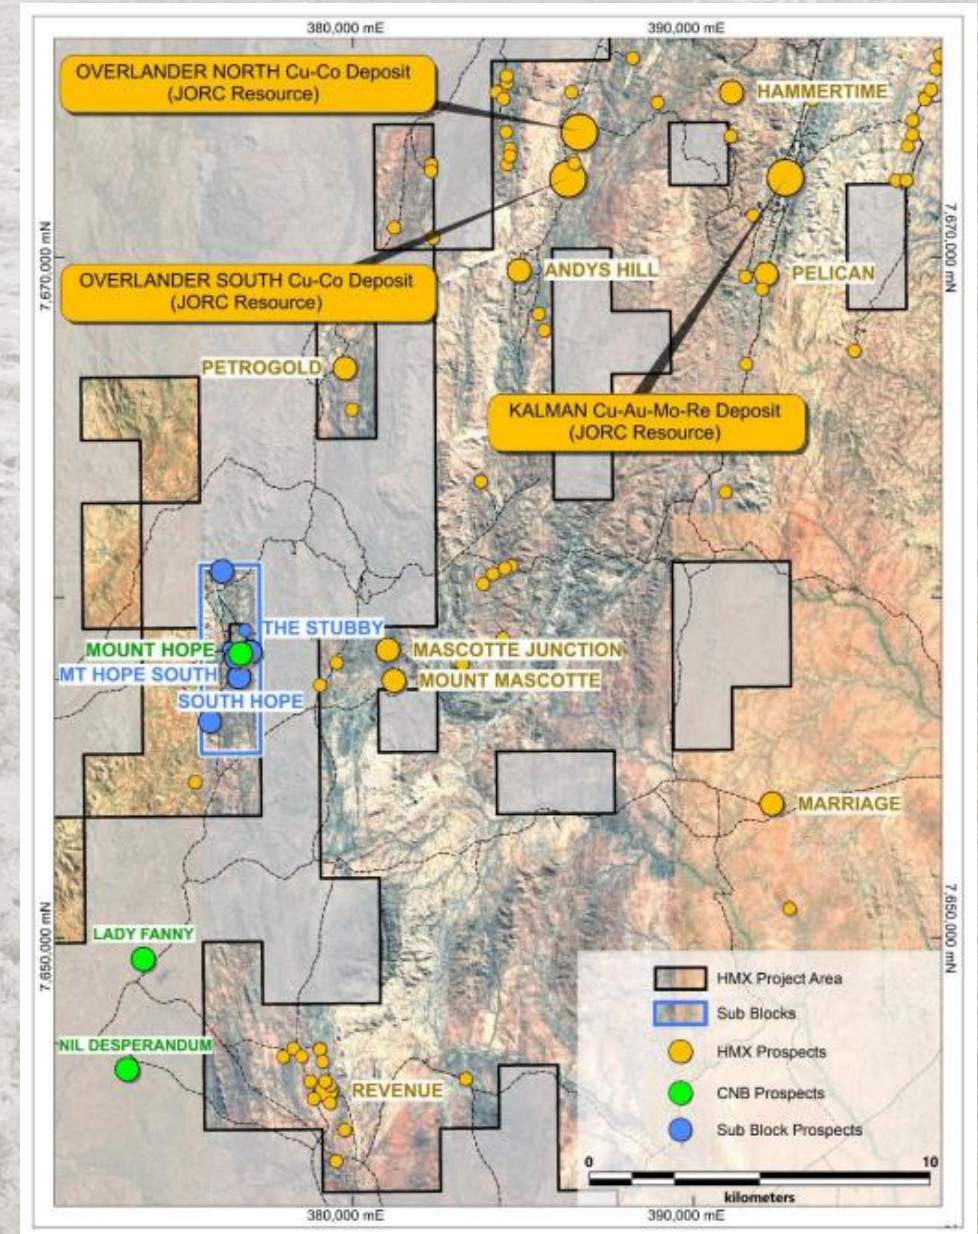 380,000 mE
390,000 mE
OVERLANDER NORTH Cu-Co Deposit
(JORC Resource)
HAMMERTIME
7,670,000 mN
7,670,000 mN
ANDYS HILL
PELICAN
OVERLANDER SOUTH Cu-Co Deposit
(JORC Resource)
PETROGOLD
KALMAN Cu-Au-Mo-Re Deposit
(JORC Resource)
THE STUBBY
MOUNT HOPE
MASCOTTE JUNCTION
MT HOPE SOUTH
MOUNT MASCOTTE
SOUTH HOPE
MARRIAGE
7,650,000 mN
7,650,000 mN
LADY FANNY
NIL DESPERANDUM
REVENUE
HMX Project Area
Sub Blocks
HMX Prospects
CNB Prospects
Sub Block Prospects
0
10
kilometers
380,000 mE
390,000 mE